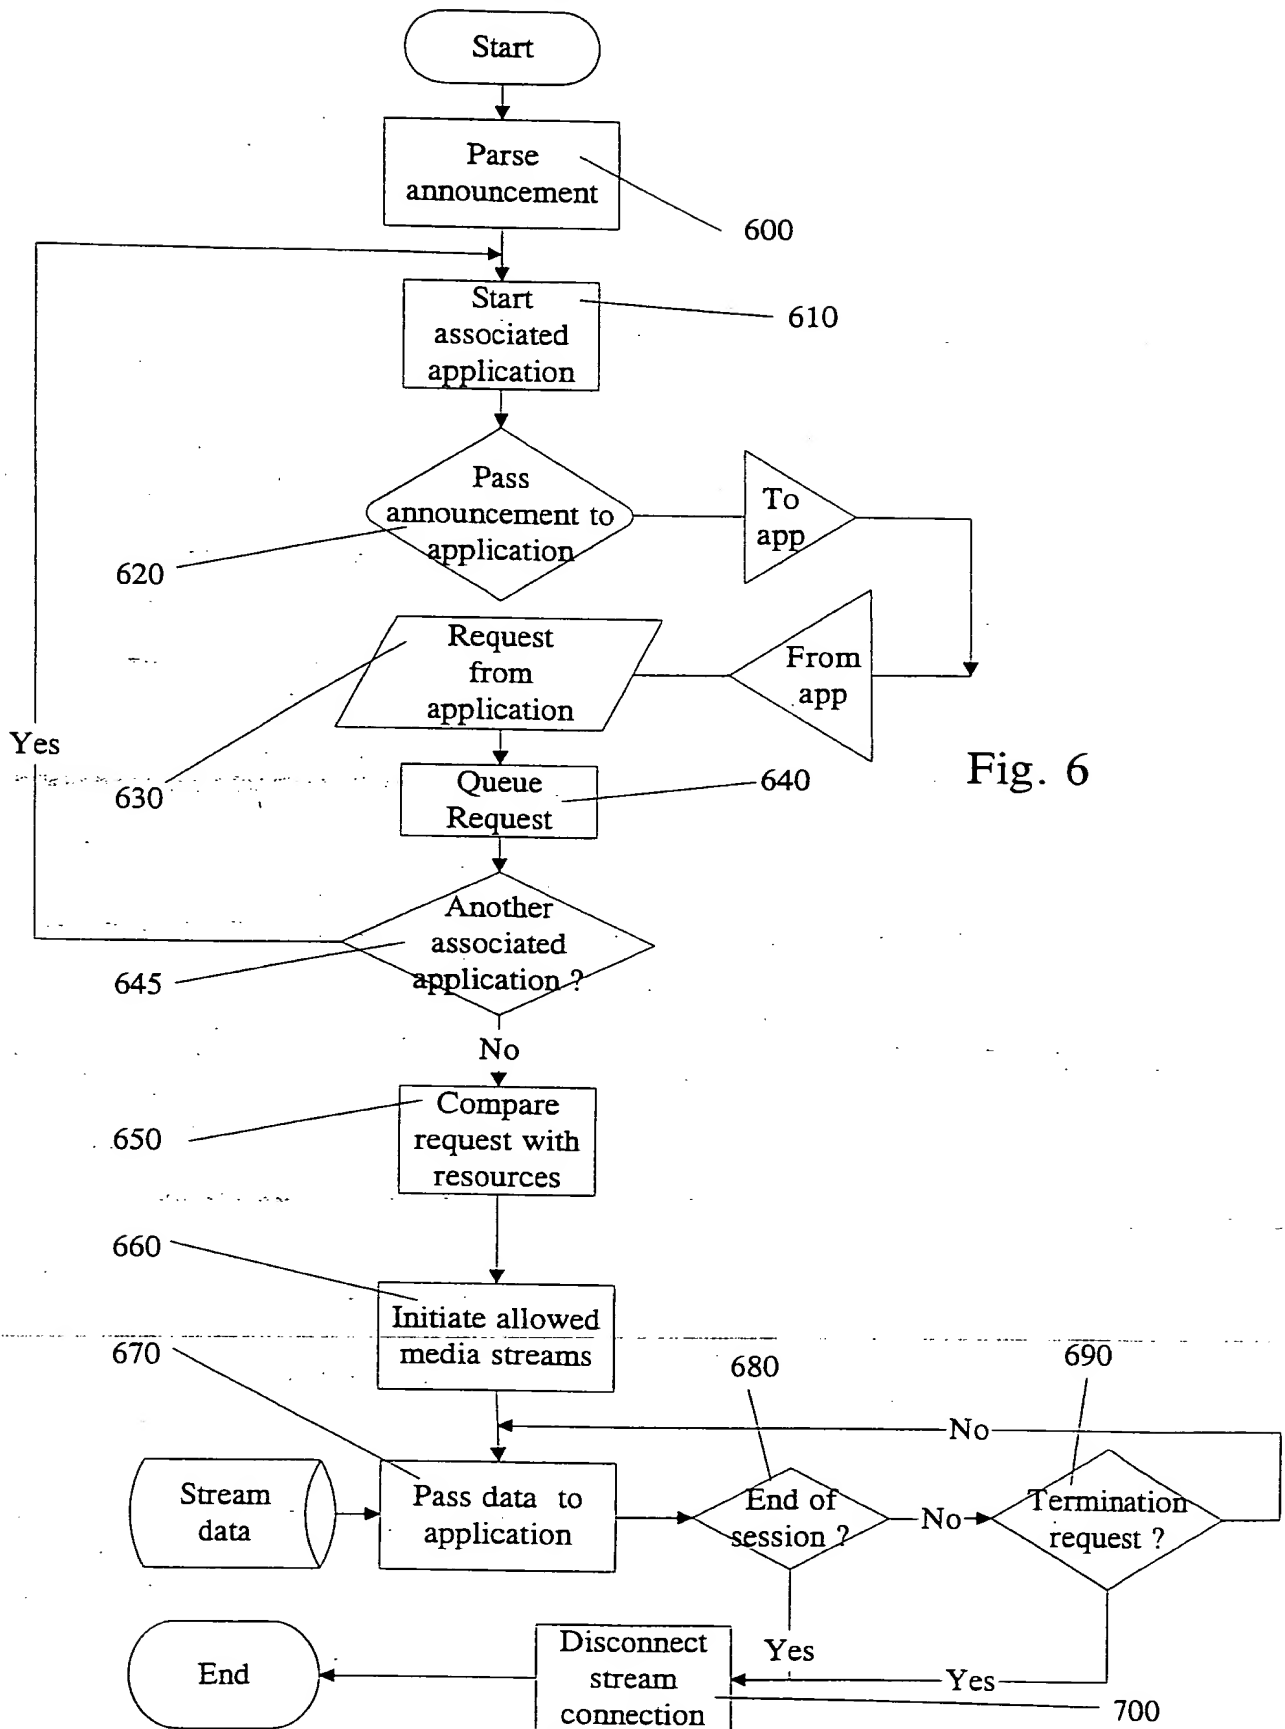 Start
Parse
announcement
600
Start
associated
application
610
Pass
announcement to
application
620
To
app
Request
from
application
630
From
app
Yes
Queue
Request
640
Fig. 6
Another
associated
application ?
645
No
Compare
request with
resources
650
660
Initiate allowed
media streams
670
680
690
No
Stream
data
Pass data to
application
End of
session ?
No
Termination
request ?
Yes
Yes
End
Disconnect
stream
connection
700